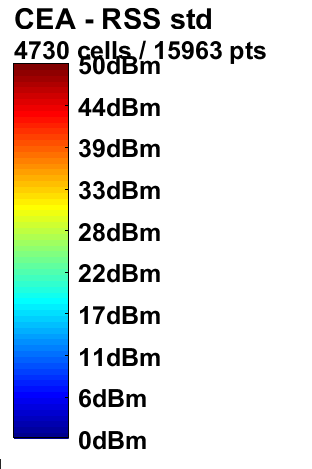 CEA - RSS std
4730 cells / 15963 pts
50dBm
44dBm
39dBm
33dBm
28dBm
22dBm
17dBm
11dBm
6dBm
0dBm